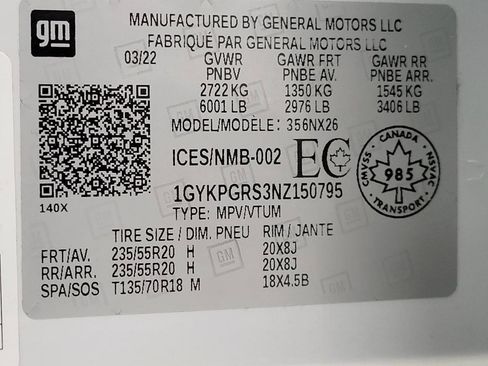 gm
MANUFACTURED BY GENERAL MOTORS LLC
FABRIQUÉ PAR GENERAL MOTORS LLC
03/22 GVWR GAWR FRT GAWR RR
PNBV PNBE AV. PNBE ARR.
2722 KG 1350 KG 1545 KG
6001 LB 2976 LB 3406 LB
MODEL/MODÈLE: 356NX26
ICES/NMB-002 EC
CANADA
CMVSS NSVAC
985
TRANSPORT
1GYKPGRS3NZ150795
140X
TYPE: MPV/VTUM
TIRE SIZE / DIM. PNEU RIM / JANTE
FRT/AV. 235/55R20 H 20X8J
RR/ARR. 235/55R20 H 20X8J
SPA/SOS T135/70R18 M 18X4.5B